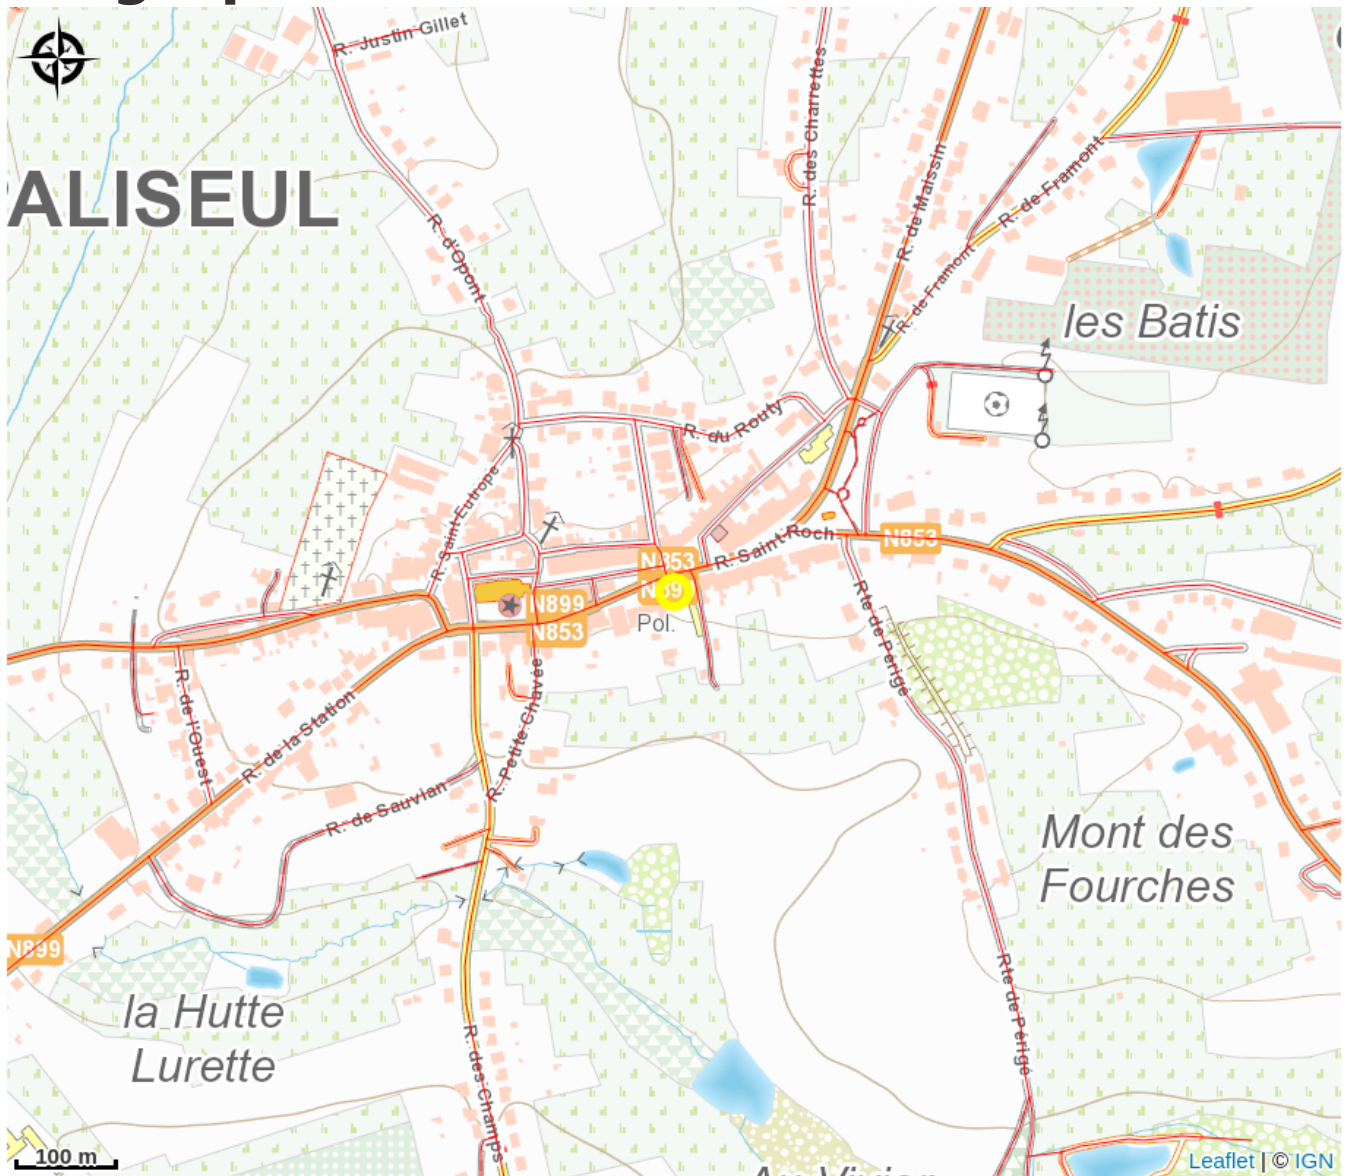 R. Justin Gillet
ALISEUL
R. des Charrettes
R. de Maissin
R. de Framont
R. de Framont
R. d'Opont
les Batis
R. du Routy
R. Saint Eutrope
R. Saint Roch
N853
N853
N899
N853
Pol.
Rte de Périgé
R. de l'Ouest
R. de la Station
R. Petite Chavée
R. de Sauvian
Mont des
Fourches
N899
la Hutte
Lurette
Rte de Périgé
R. des Champs
100 m
Leaflet | © IGN